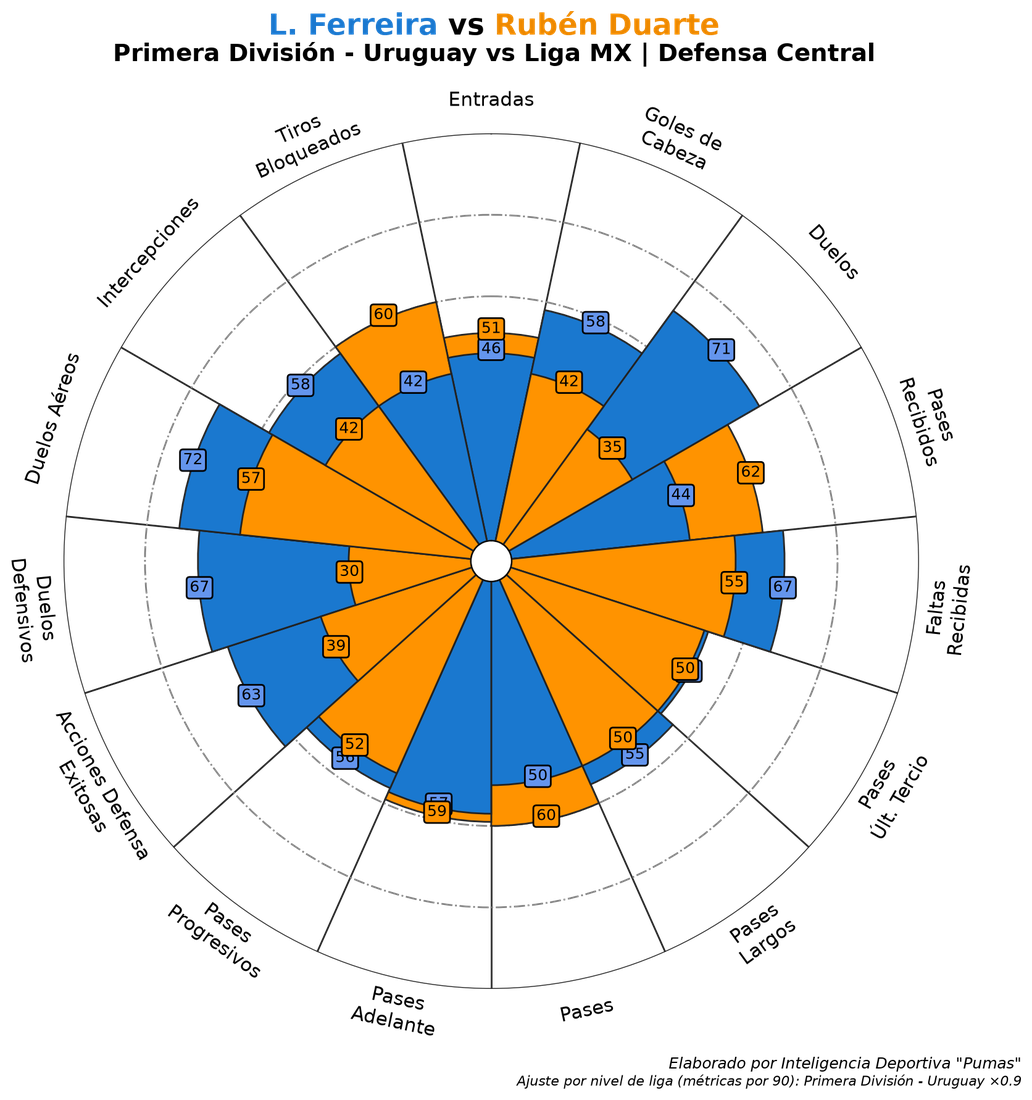 L. Ferreira vs Rubén Duarte
Primera División - Uruguay vs Liga MX | Defensa Central
Entradas
51
46
Goles de
Cabeza
58
42
Duelos
71
35
Pases
Recibidos
62
44
Faltas
Recibidas
55
67
Pases
Últ. Tercio
50
Pases
Largos
50
55
Pases
50
60
Pases
Adelante
57
59
Pases
Progresivos
52
Acciones Defensa
Exitosas
39
63
Duelos
Defensivos
30
67
Duelos Aéreos
72
57
Intercepciones
58
42
Tiros
Bloqueados
60
42
Elaborado por Inteligencia Deportiva "Pumas"
Ajuste por nivel de liga (métricas por 90): Primera División - Uruguay ×0.9